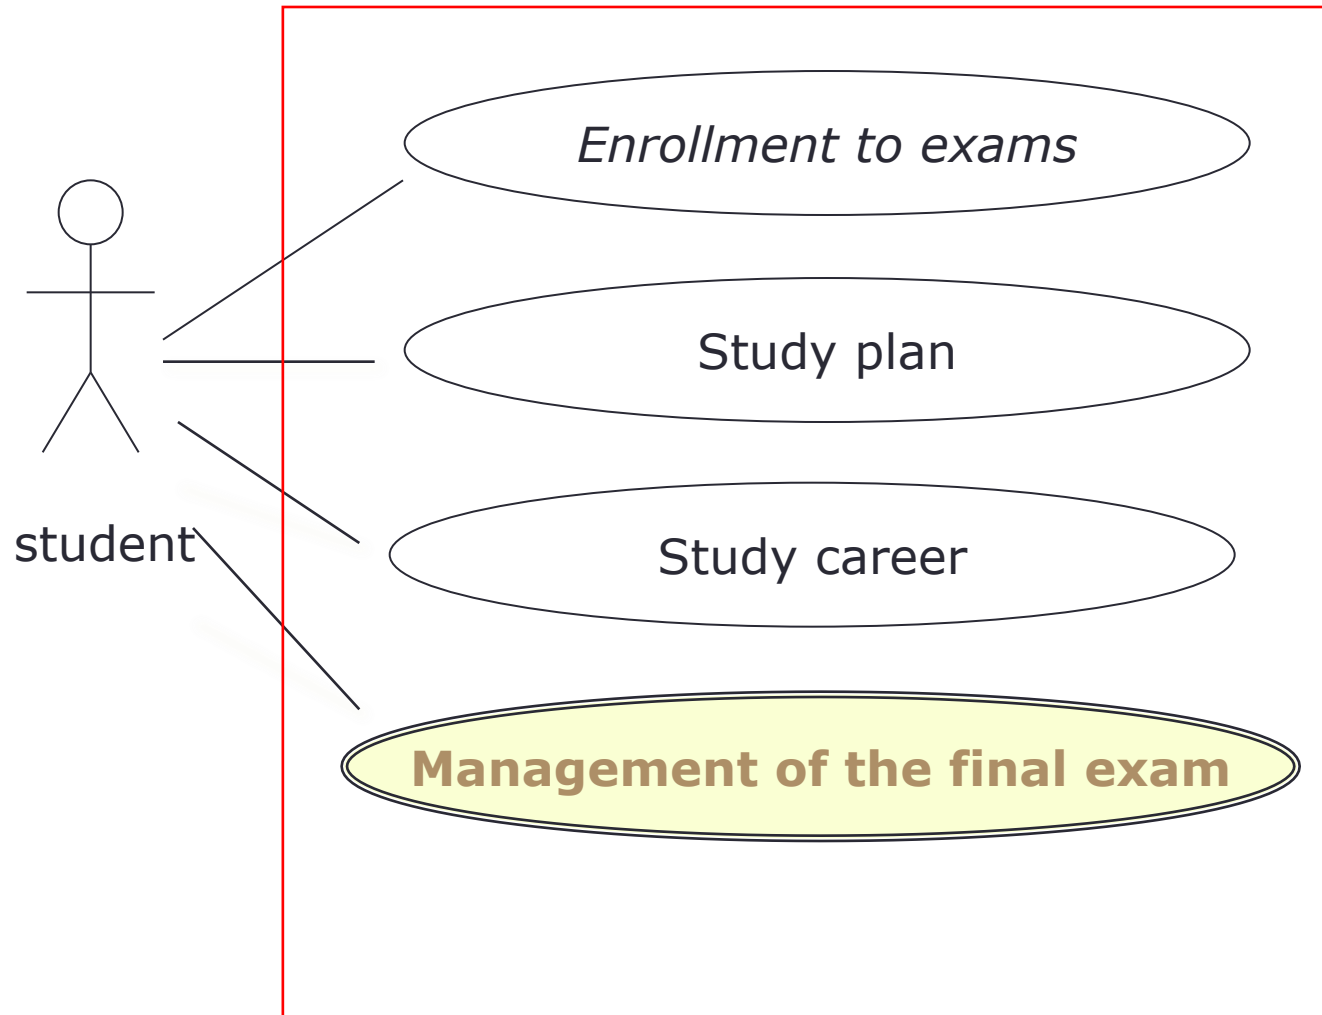 Enrollment to exams
Study plan
student
Study career
Management of the final exam